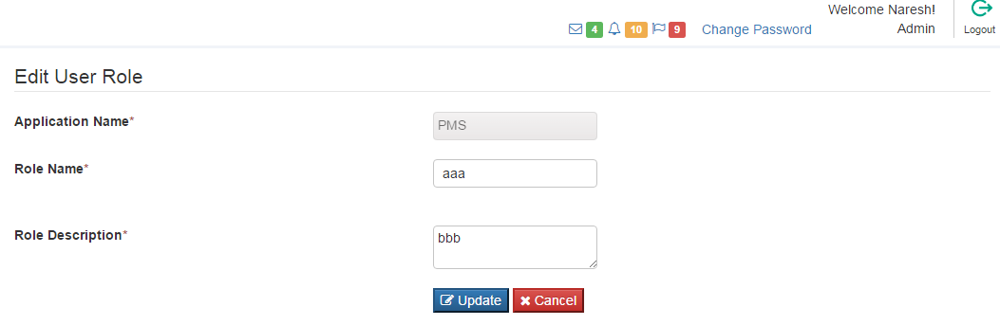 Welcome Naresh!
4 10 9 Change Password Admin Logout
Edit User Role
Application Name* PMS
Role Name* aaa
Role Description* bbb
Update Cancel